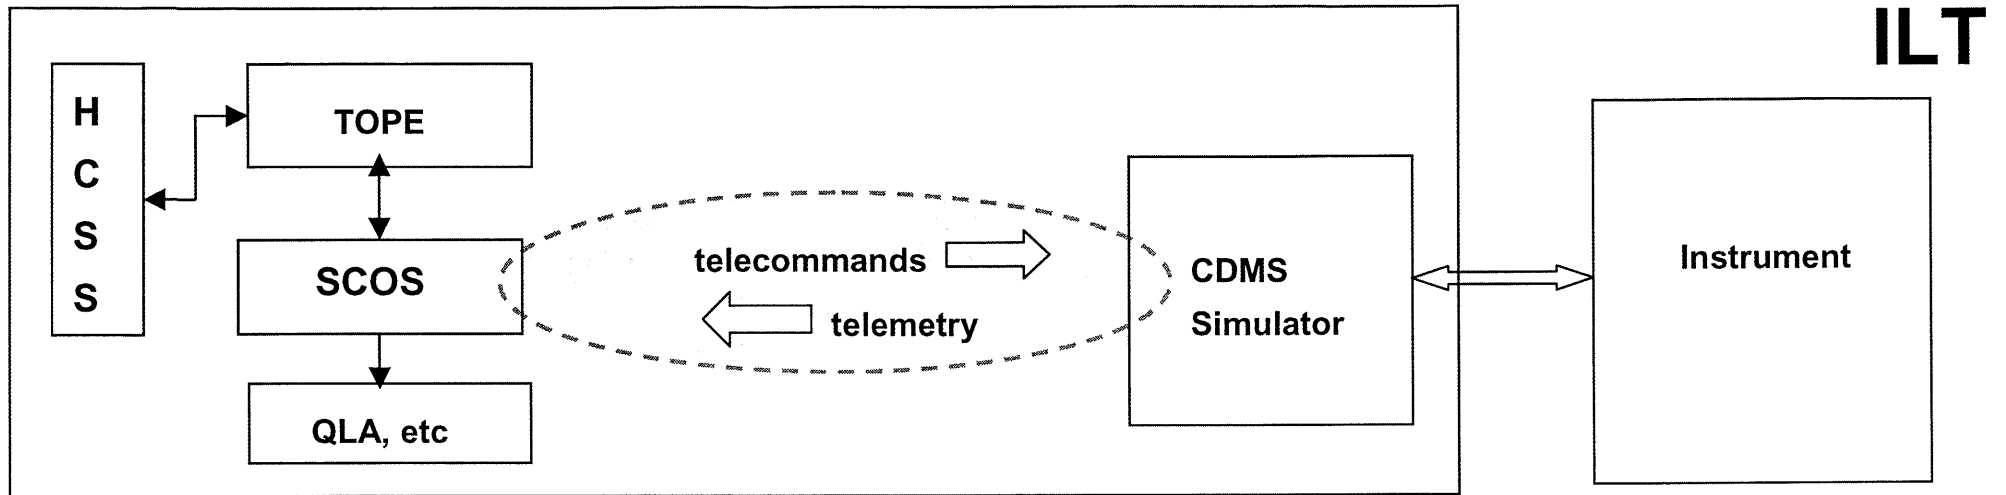 ILT
H
C
S
S
TOPE
SCOS
QLA, etc
telecommands
telemetry
CDMS
Simulator
Instrument